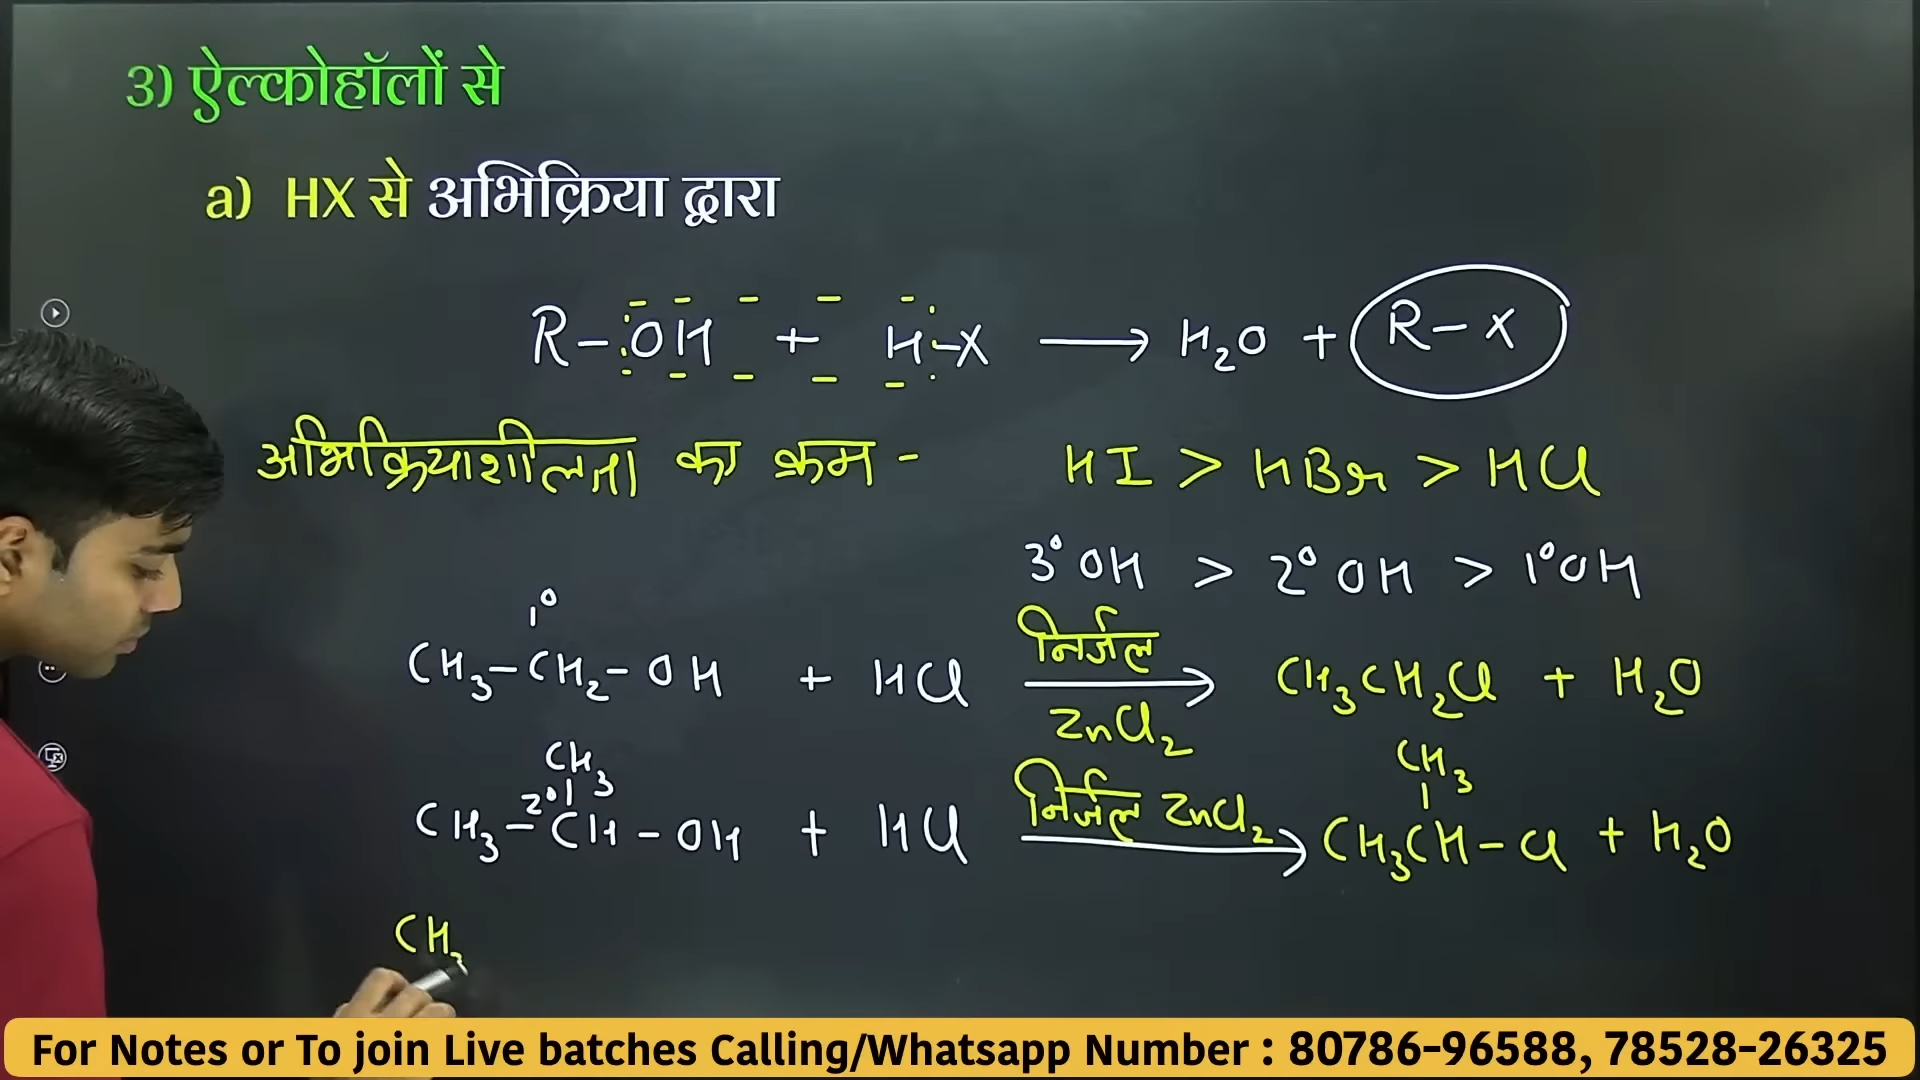 3) ऐल्कोहॉलों से
a) HX से अभिक्रिया द्वारा
R-OH + H-X ⟶ H₂O + R-X
अभिक्रियाशीलता का क्रम - HI > HBr > HCl
3° OH > 2° OH > 1° OH
1°
निर्जल
CH₃-CH₂-OH + HCl ⟶ CH₃CH₂Cl + H₂O
ZnCl₂
CH₃ CH₃
2° निर्जल ZnCl₂
CH₃-CH-OH + HCl ⟶ CH₃CH-Cl + H₂O
CH₃
For Notes or To join Live batches Calling/Whatsapp Number : 80786-96588, 78528-26325